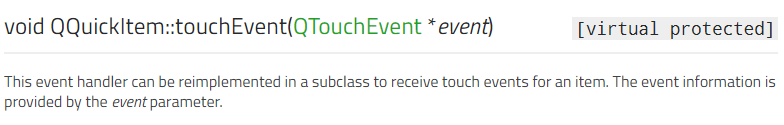 void QQuickItem::touchEvent(QTouchEvent *event) [virtual protected]
This event handler can be reimplemented in a subclass to receive touch events for an item. The event information is
provided by the event parameter.